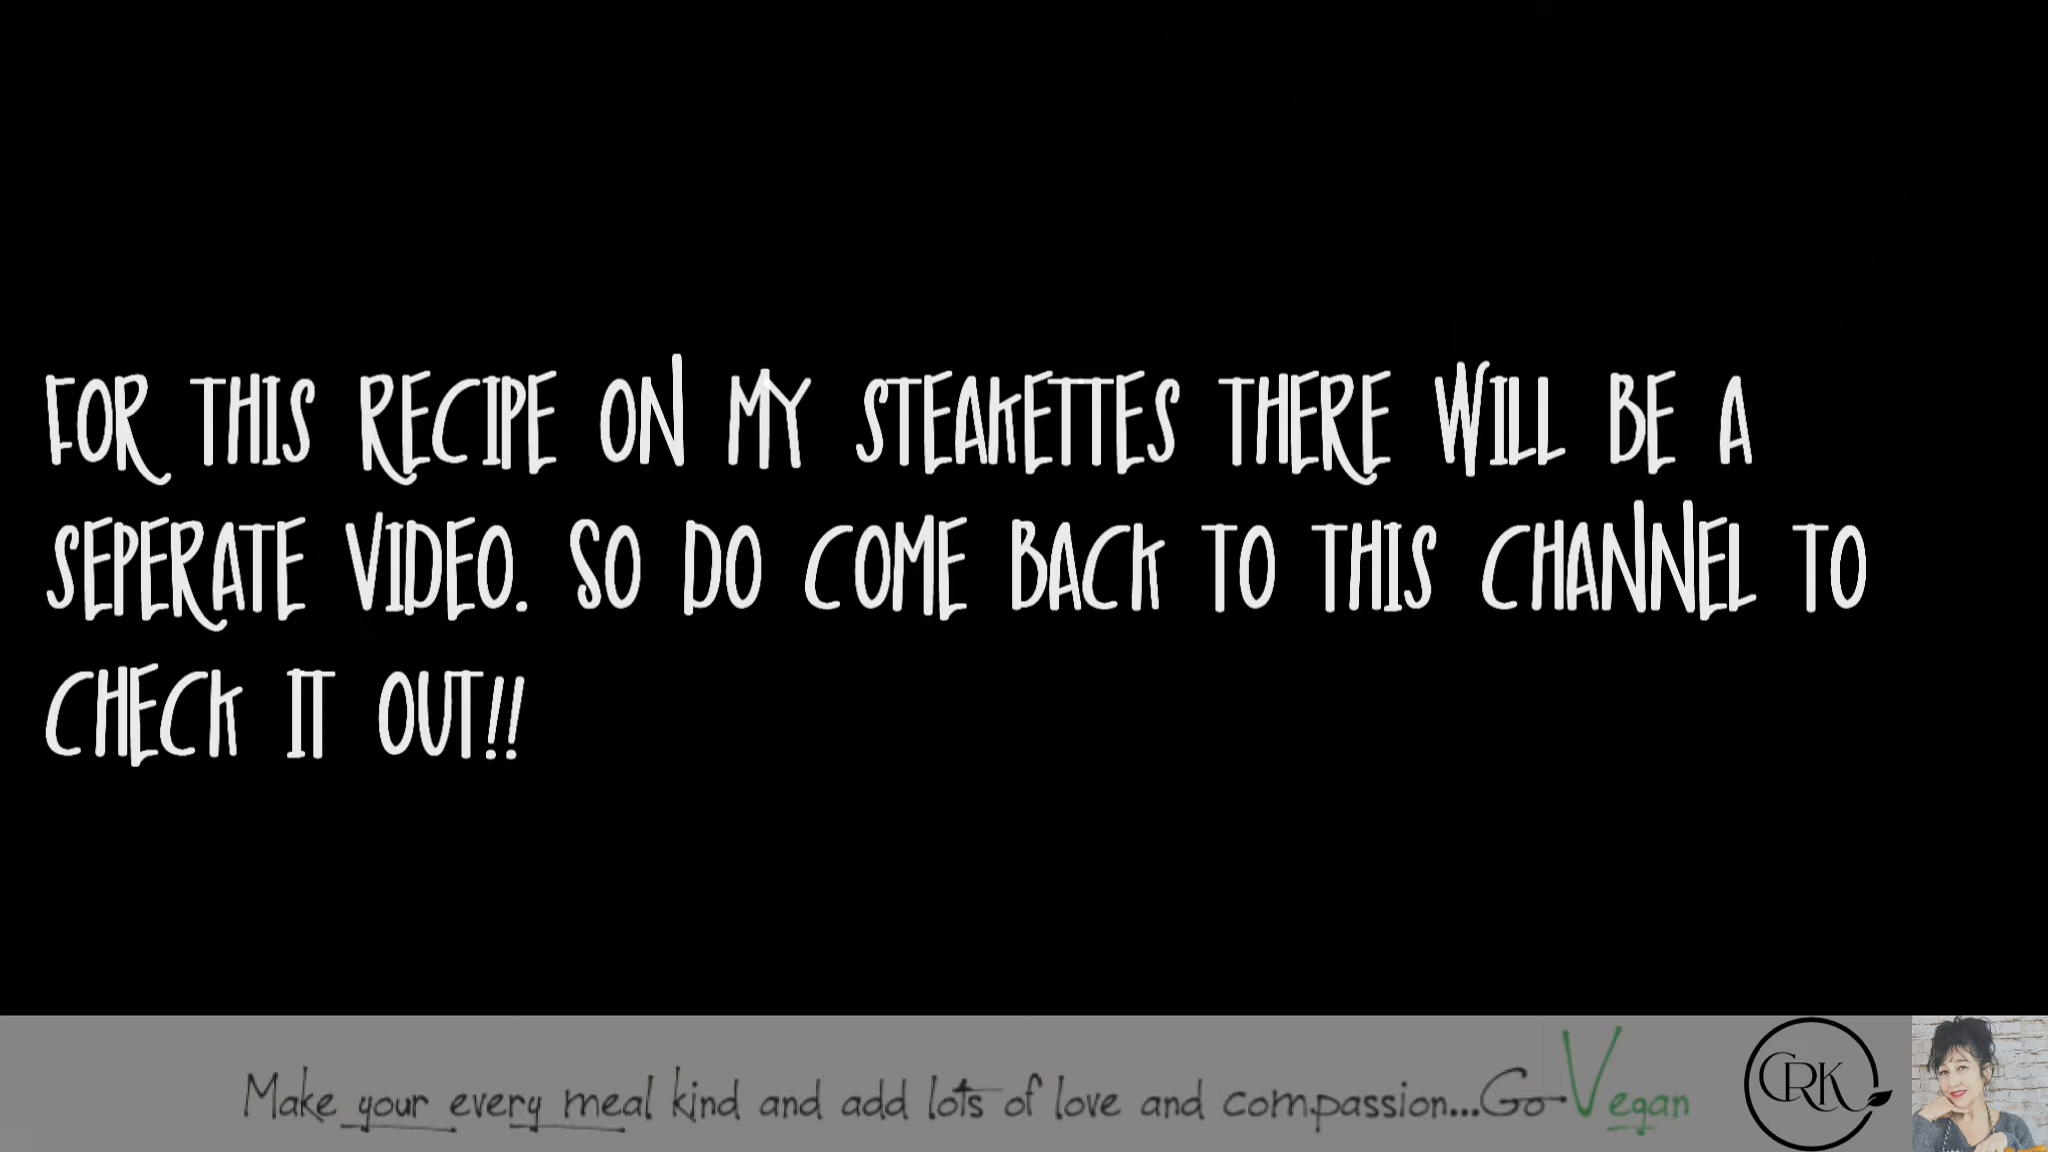 FOR THIS RECIPE ON MY STEAKETTES THERE WILL BE A
SEPERATE VIDEO. SO DO COME BACK TO THIS CHANNEL TO
CHECK IT OUT!!
Make your every meal kind and add lots of love and compassion...Go Vegan
CRK